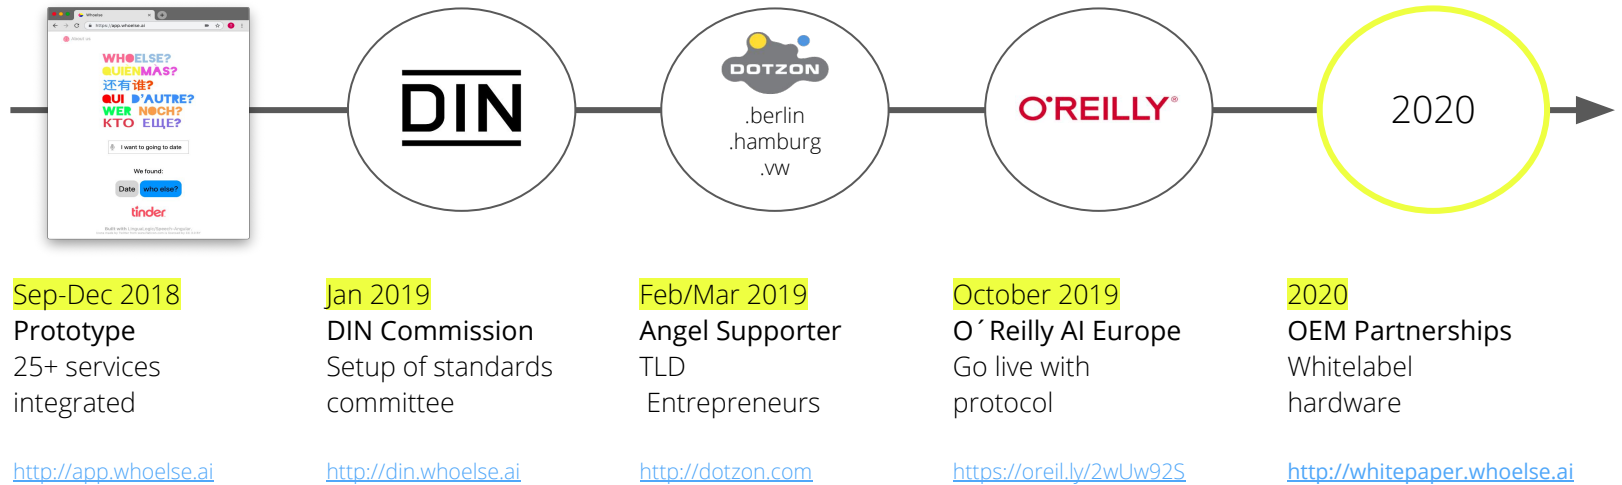 Whoelse
https://app.whoelse.ai
About us
WHOELSE?
QUIENMÀS?
还有谁?
QUI D'AUTRE?
WER NOCH?
КТО ЕЩЕ?
I want to going to date
We found:
Date who else?
tinder
DIN
DOTZON
.berlin
.hamburg
.vw
O'REILLY®
2020
Sep-Dec 2018
Prototype
25+ services
integrated
http://app.whoelse.ai
Jan 2019
DIN Commission
Setup of standards
committee
http://din.whoelse.ai
Feb/Mar 2019
Angel Supporter
TLD
Entrepreneurs
http://dotzon.com
October 2019
O´Reilly AI Europe
Go live with
protocol
https://oreil.ly/2wUw92S
2020
OEM Partnerships
Whitelabel
hardware
http://whitepaper.whoelse.ai